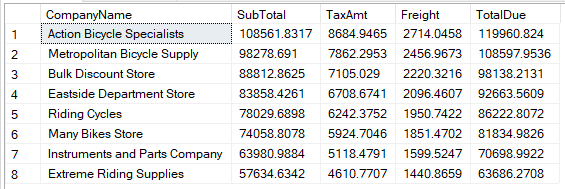 CompanyName SubTotal TaxAmt Freight TotalDue
1 Action Bicycle Specialists 108561.8317 8684.9465 2714.0458 119960.824
2 Metropolitan Bicycle Supply 98278.691 7862.2953 2456.9673 108597.9536
3 Bulk Discount Store 88812.8625 7105.029 2220.3216 98138.2131
4 Eastside Department Store 83858.4261 6708.6741 2096.4607 92663.5609
5 Riding Cycles 78029.6898 6242.3752 1950.7422 86222.8072
6 Many Bikes Store 74058.8078 5924.7046 1851.4702 81834.9826
7 Instruments and Parts Company 63980.9884 5118.4791 1599.5247 70698.9922
8 Extreme Riding Supplies 57634.6342 4610.7707 1440.8659 63686.2708